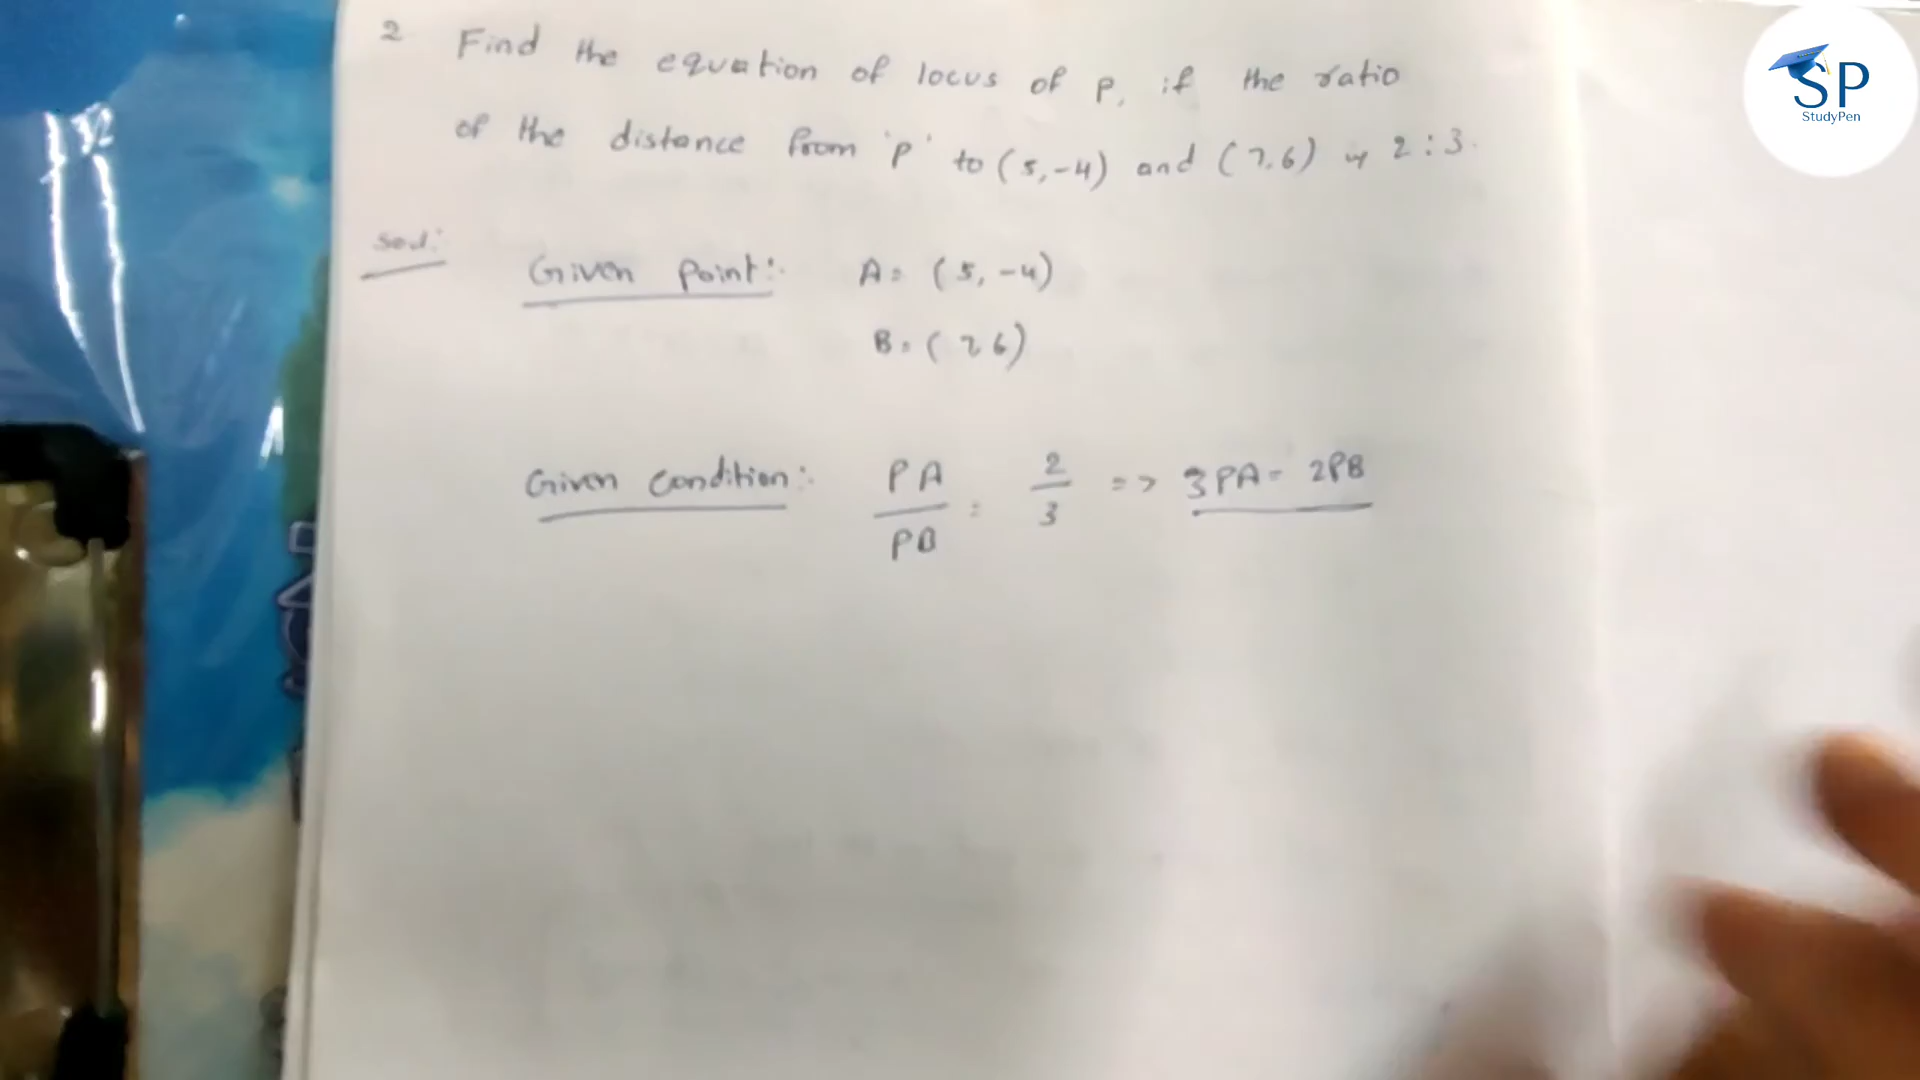 2 Find the equation of locus of P, if the ratio
of the distance from 'p' to (5,-4) and (7,6) is 2:3.
Sol:
Given Point:. A = (5, -4)
B = (7 6)
Given Condition:. PA/PB = 2/3 => 3PA = 2PB
SP
StudyPen